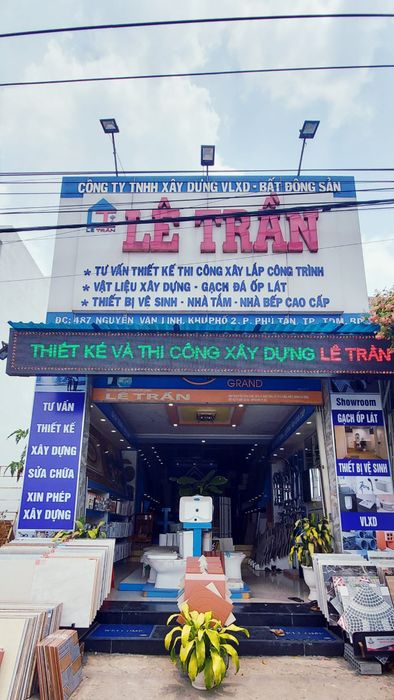 CÔNG TY TNHH XÂY DỰNG VLXD - BẤT ĐỘNG SẢN
LÊ TRẦN
LÊ TRẦN
* TƯ VẤN THIẾT KẾ THI CÔNG XÂY LẮP CÔNG TRÌNH
* VẬT LIỆU XÂY DỰNG - GẠCH ĐÁ ỐP LÁT
* THIẾT BỊ VỆ SINH - NHÀ TẮM - NHÀ BẾP CAO CẤP
ĐC: 487 NGUYỄN VĂN LINH, KHU PHỐ 2, P. PHÚ TÂN, TP. TDM, BD
THIẾT KẾ VÀ THI CÔNG XÂY DỰNG LÊ TRẦN
GRAND
LÊ TRẦN
TƯ VẤN
THIẾT KẾ
XÂY DỰNG
SỬA CHỮA
XIN PHÉP
XÂY DỰNG
Showroom
GẠCH ỐP LÁT
THIẾT BỊ VỆ SINH
VLXD
WELCOME